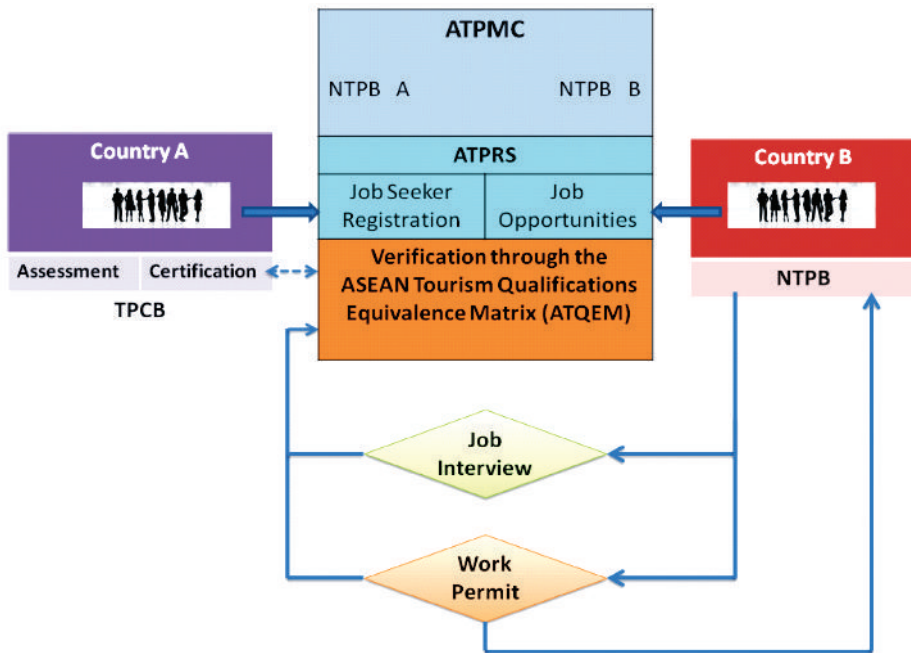 ATPMC
NTPB A
NTPB B
Country A
ATPRS
Country B
Job Seeker
Registration
Job
Opportunities
Assessment
Certification
TPCB
Verification through the
ASEAN Tourism Qualifications
Equivalence Matrix (ATQEM)
NTPB
Job
Interview
Work
Permit